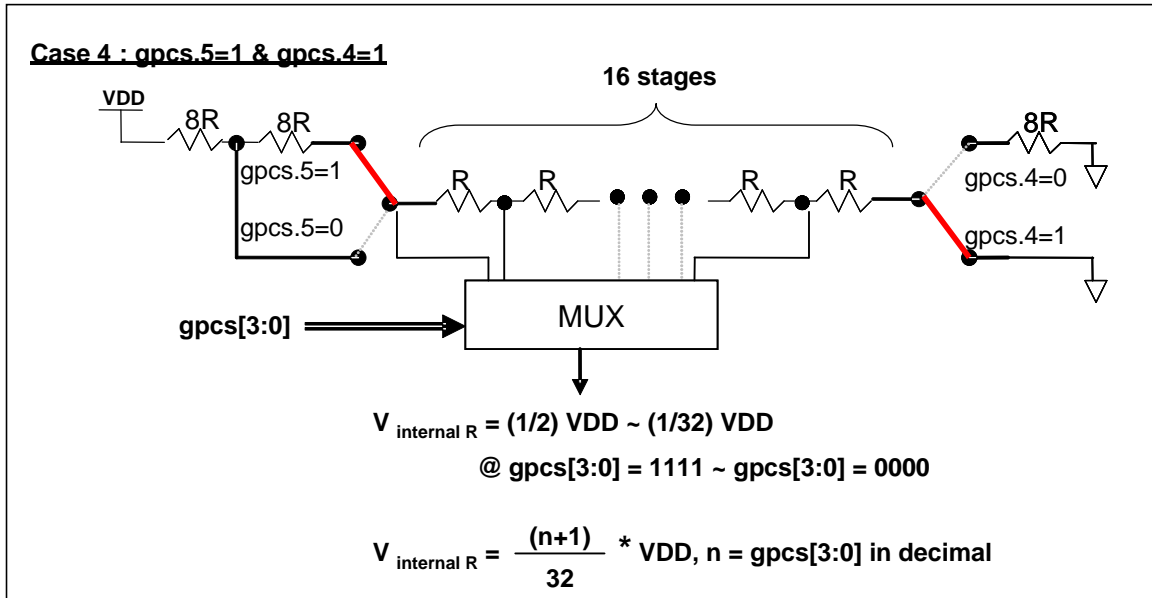 Case 4 : gpcs.5=1 & gpcs.4=1
16 stages
VDD
8R
8R
8R
gpcs.5=1
R
R
R
R
gpcs.4=0
gpcs.5=0
gpcs.4=1
gpcs[3:0]
MUX
V internal R = (1/2) VDD ~ (1/32) VDD
@ gpcs[3:0] = 1111 ~ gpcs[3:0] = 0000
V internal R = (n+1) / 32 * VDD, n = gpcs[3:0] in decimal